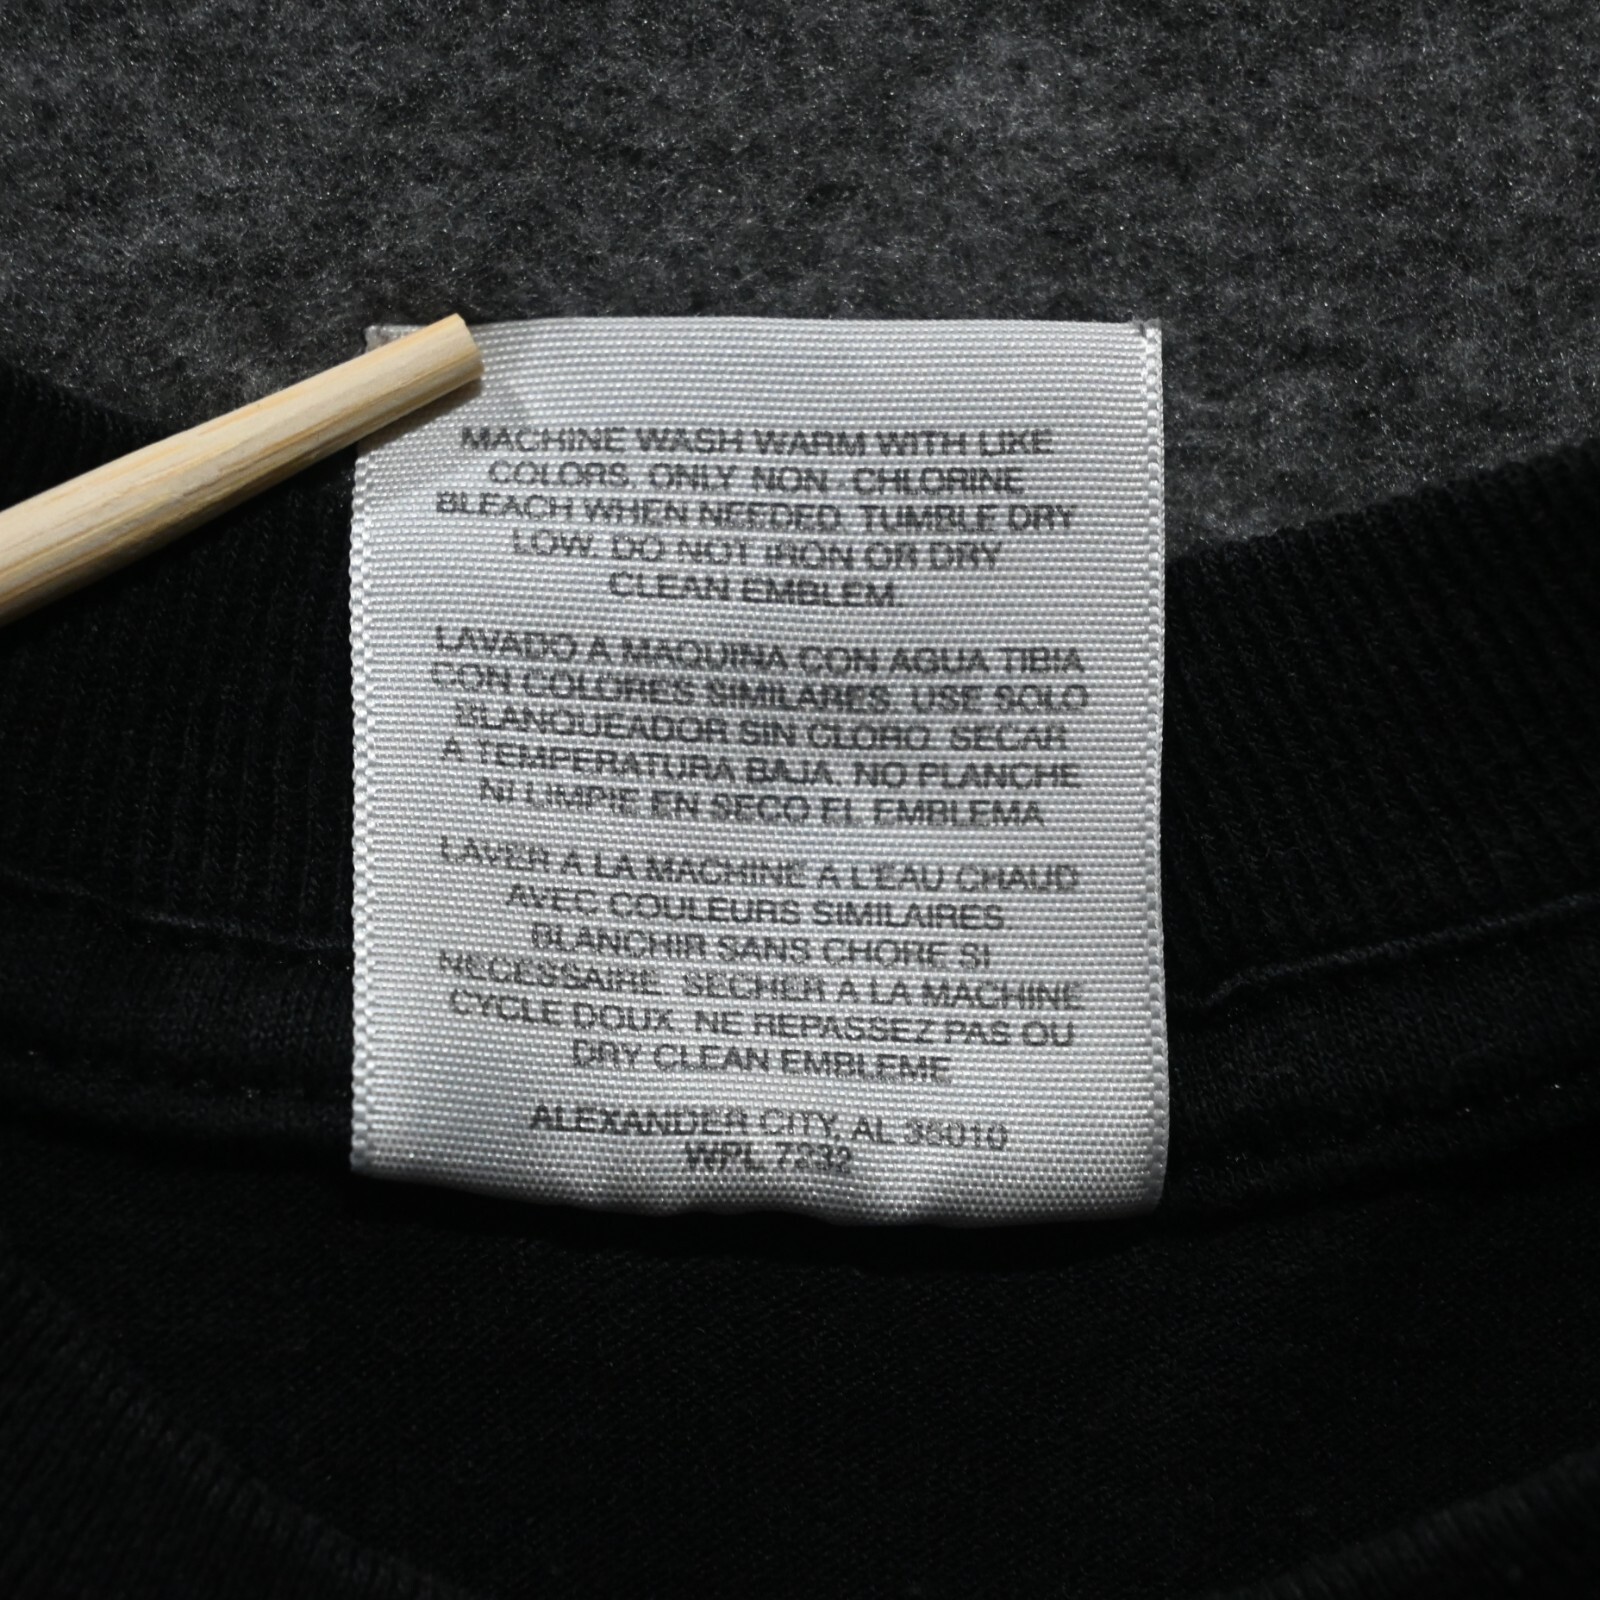 MACHINE WASH WARM WITH LIKE
COLORS. ONLY NON - CHLORINE
BLEACH WHEN NEEDED. TUMBLE DRY
LOW. DO NOT IRON OR DRY
CLEAN EMBLEM.
LAVADO A MAQUINA CON AGUA TIBIA
CON COLORES SIMILARES. USE SOLO
BLANQUEADOR SIN CLORO. SECAR
A TEMPERATURA BAJA. NO PLANCHE
NI LIMPIE EN SECO EL EMBLEMA
LAVER A LA MACHINE A L'EAU CHAUD
AVEC COULEURS SIMILAIRES.
BLANCHIR SANS CHORE SI
NECESSAIRE. SECHER A LA MACHINE
CYCLE DOUX. NE REPASSEZ PAS OU
DRY CLEAN EMBLEME
ALEXANDER CITY, AL 35010
WPL 7232